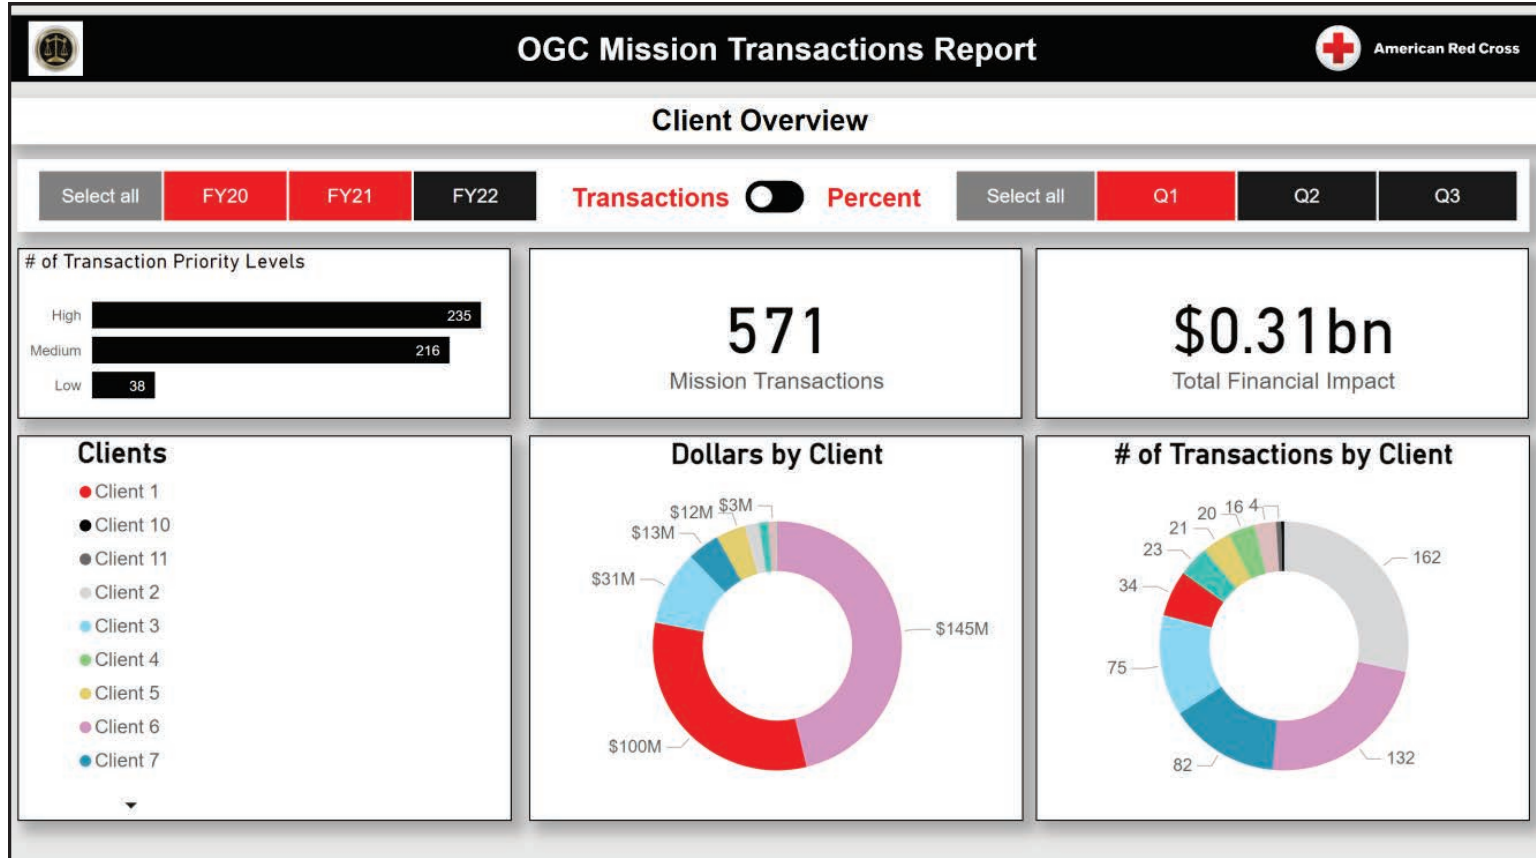 OGC Mission Transactions Report
American Red Cross
Client Overview
Select all FY20 FY21 FY22
Transactions Percent
Select all Q1 Q2 Q3
# of Transaction Priority Levels
High 235
Medium 216
Low 38
571
Mission Transactions
$0.31bn
Total Financial Impact
Clients
Client 1
Client 10
Client 11
Client 2
Client 3
Client 4
Client 5
Client 6
Client 7
Dollars by Client
$3M
$12M
$13M
$31M
$145M
$100M
# of Transactions by Client
4
16
20
21
23
162
34
75
132
82